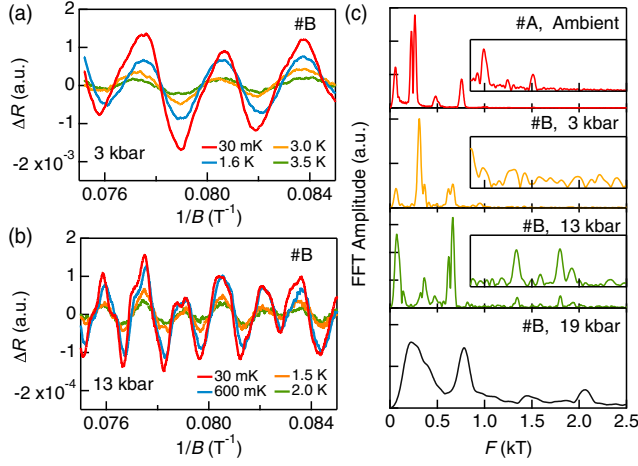 (a)
#B
ΔR (a.u.)
2
1
0
-1
-2 x10⁻³
3 kbar
30 mK
1.6 K
3.0 K
3.5 K
0.076
0.080
0.084
1/B (T⁻¹)
(b)
#B
ΔR (a.u.)
2
1
0
-1
-2 x10⁻⁴
13 kbar
30 mK
600 mK
1.5 K
2.0 K
0.076
0.080
0.084
1/B (T⁻¹)
(c)
FFT Amplitude (a.u.)
#A, Ambient
#B, 3 kbar
#B, 13 kbar
#B, 19 kbar
0
0.5
1.0
1.5
2.0
2.5
F (kT)